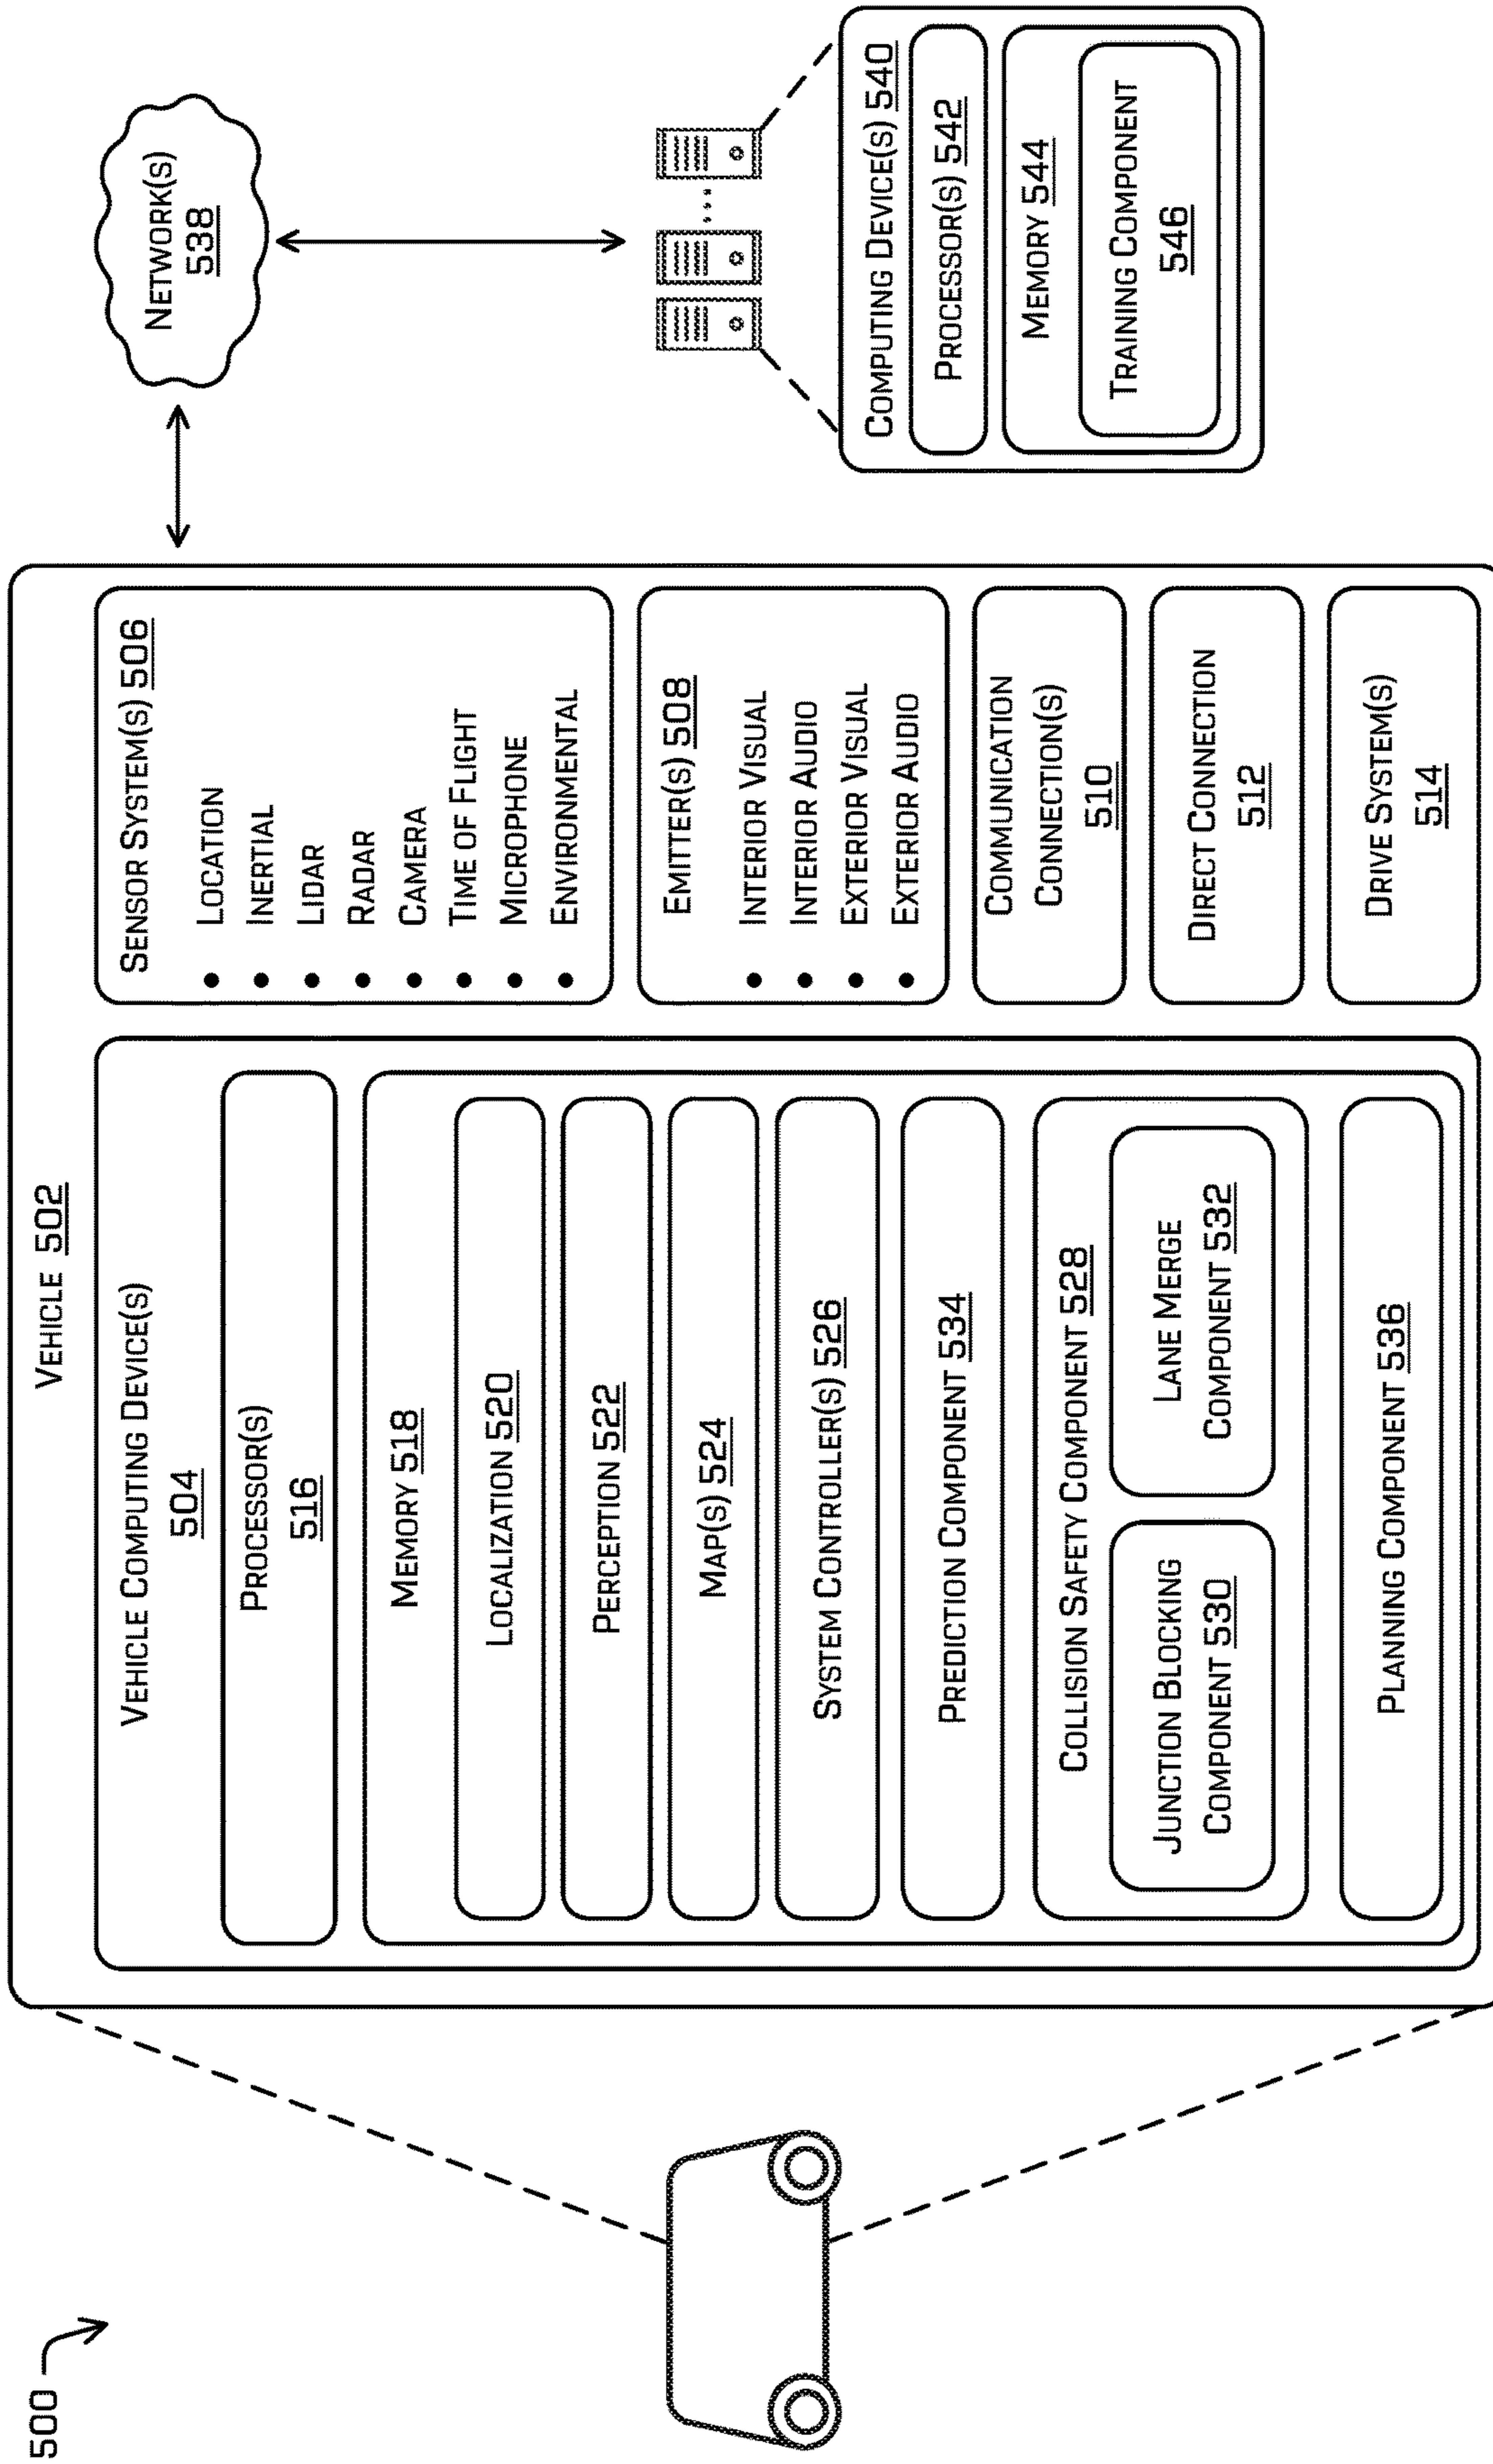 500
VEHICLE 502
VEHICLE COMPUTING DEVICE(S)
504
PROCESSOR(S)
516
MEMORY 518
LOCALIZATION 520
PERCEPTION 522
MAP(S) 524
SYSTEM CONTROLLER(S) 526
PREDICTION COMPONENT 534
COLLISION SAFETY COMPONENT 528
JUNCTION BLOCKING
COMPONENT 530
LANE MERGE
COMPONENT 532
PLANNING COMPONENT 536
SENSOR SYSTEM(S) 506
• LOCATION
• INERTIAL
• LIDAR
• RADAR
• CAMERA
• TIME OF FLIGHT
• MICROPHONE
• ENVIRONMENTAL
EMITTER(S) 508
• INTERIOR VISUAL
• INTERIOR AUDIO
• EXTERIOR VISUAL
• EXTERIOR AUDIO
COMMUNICATION
CONNECTION(S)
510
DIRECT CONNECTION
512
DRIVE SYSTEM(S)
514
NETWORK(S)
538
COMPUTING DEVICE(S) 540
PROCESSOR(S) 542
MEMORY 544
TRAINING COMPONENT
546